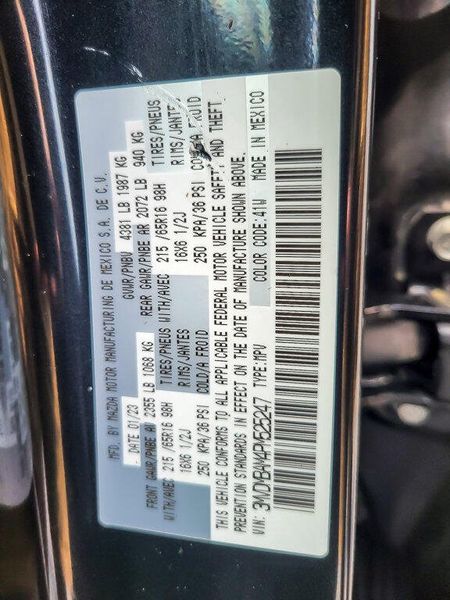 MFD. BY MAZDA MOTOR MANUFACTURING DE MEXICO S.A. DE C.V.
DATE: 01/23 GVWR/PNBV 4381 LB 1987 KG
FRONT GAWR/PNBE AV 2355 LB 1068 KG REAR GAWR/PNBE AR 2072 LB 940 KG
WITH/AVEC TIRES/PNEUS WITH/AVEC TIRES/PNEUS
215 /65R16 98H RIMS/JANTES 215 /65R16 98H RIMS/JANTES
16X6 1/2J 16X6 1/2J
250 KPA/36 PSI COLD/A FROID 250 KPA/36 PSI FROID
THIS VEHICLE CONFORMS TO ALL APPLICABLE FEDERAL MOTOR VEHICLE SAFETY, AND THEFT
PREVENTION STANDARDS IN EFFECT ON THE DATE OF MANUFACTURE SHOWN ABOVE.
VIN: TYPE:MPV COLOR CODE:41W MADE IN MEXICO